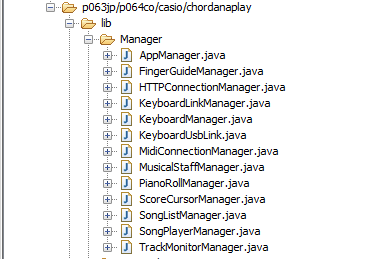 p063jp/p064co/casio/chordanaplay
lib
Manager
AppManager.java
FingerGuideManager.java
HTTPConnectionManager.java
KeyboardLinkManager.java
KeyboardManager.java
KeyboardUsbLink.java
MidiConnectionManager.java
MusicalStaffManager.java
PianoRollManager.java
ScoreCursorManager.java
SongListManager.java
SongPlayerManager.java
TrackMonitorManager.java